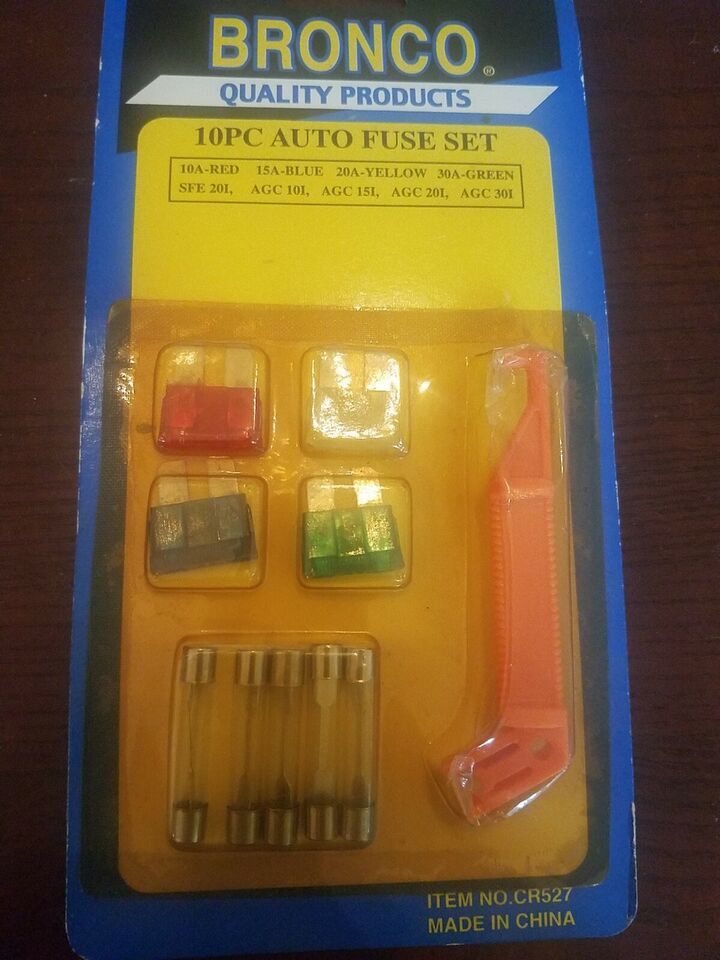 BRONCO®
QUALITY PRODUCTS
10PC AUTO FUSE SET
10A-RED 15A-BLUE 20A-YELLOW 30A-GREEN
SFE 20I, AGC 10I, AGC 15I, AGC 20I, AGC 30I
ITEM NO.CR527
MADE IN CHINA